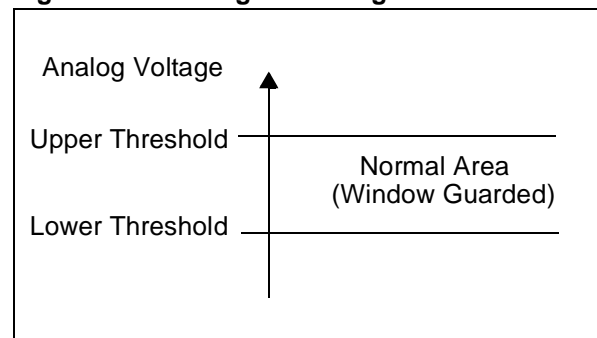 Analog Voltage
Upper Threshold
Normal Area
(Window Guarded)
Lower Threshold